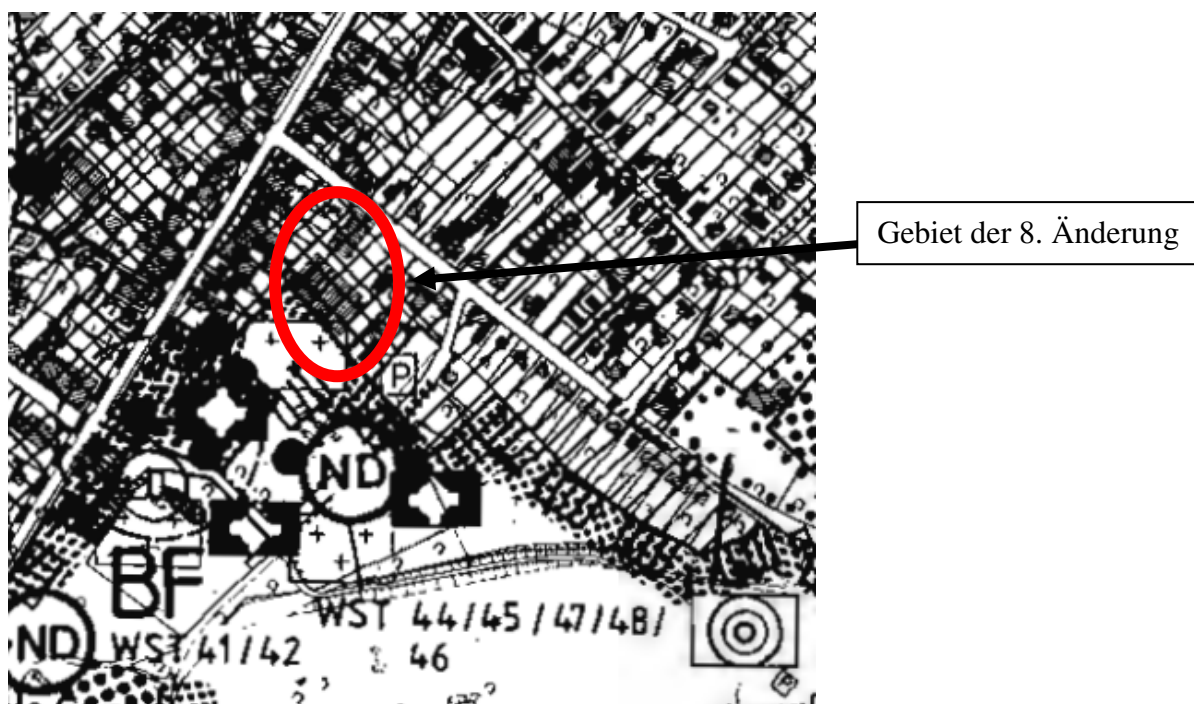 Gebiet der 8. Änderung
P
ND
BF
WST 44/45/47/48/
ND
WST 41/42
46